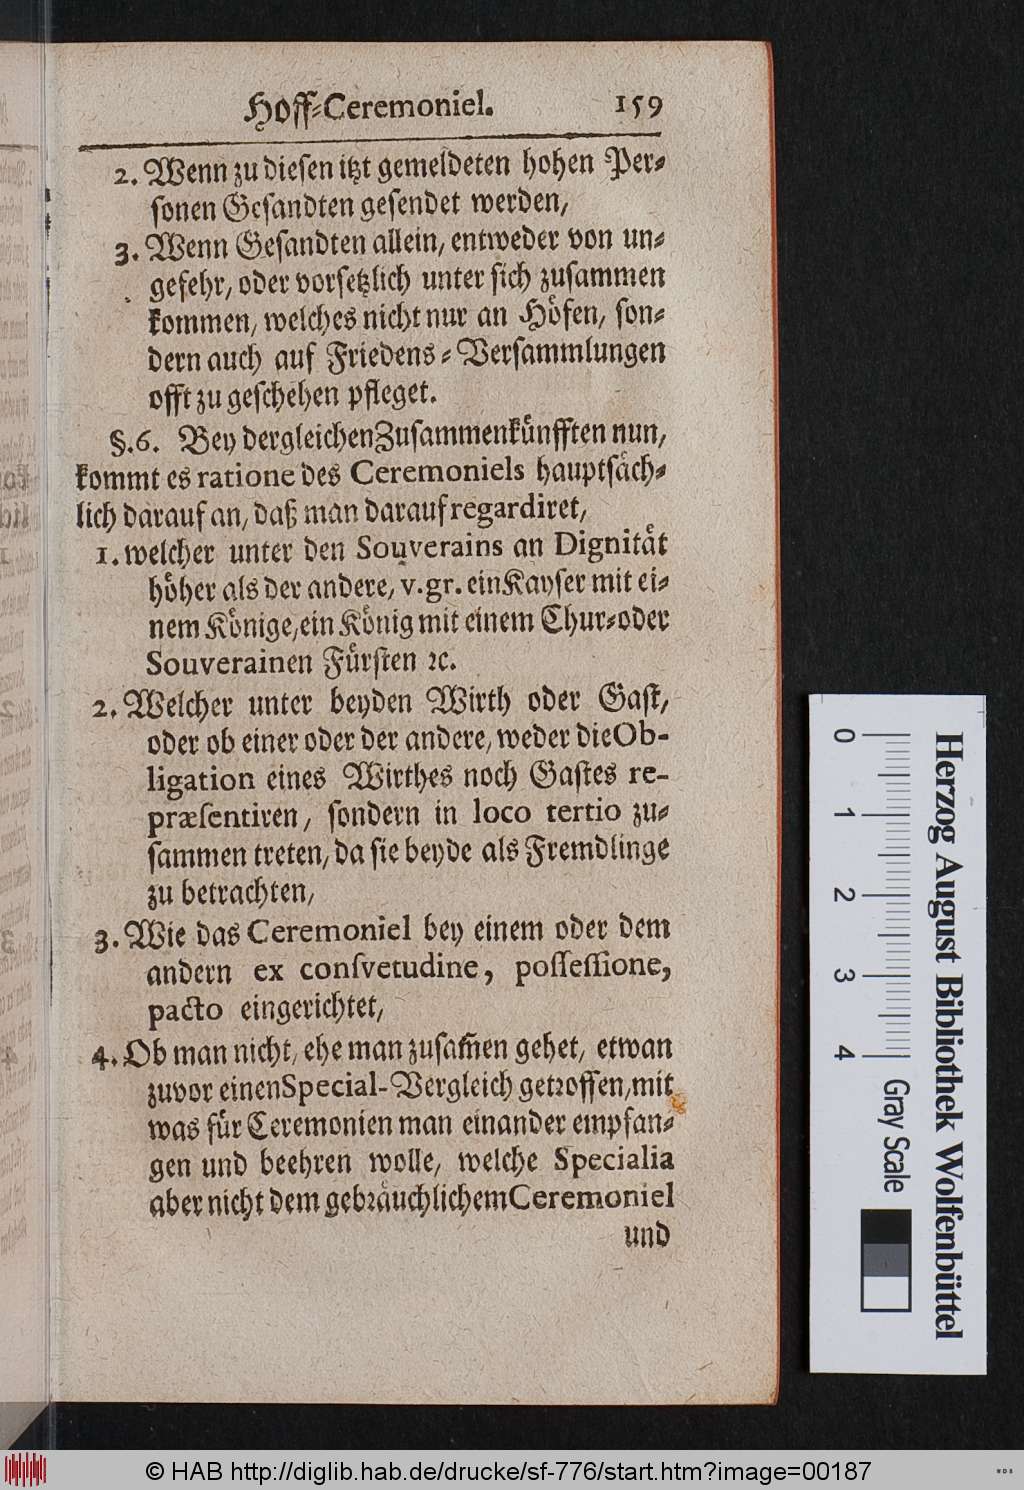 Hoff-Ceremoniel. 159
2. Wenn zu diesen itzt gemeldeten hohen Per-
sonen Gesandten gesendet werden,
3. Wenn Gesandten allein, entweder von un-
gefehr, oder vorsetzlich unter sich zusammen
kommen, welches nicht nur an Höfen, son-
dern auch auf Friedens-Versammlungen
offt zu geschehen pfleget.
§.6. Bey dergleichen Zusammenkünfften nun,
kommt es ratione des Ceremoniels hauptsäch-
lich darauf an, daß man darauf regardiret,
1. welcher unter den Souverains an Dignität
höher als der andere, v.gr. ein Kayser mit ei-
nem Könige, ein König mit einem Chur-oder
Souverainen Fürsten ꝛc.
2. Welcher unter beyden Wirth oder Gast,
oder ob einer oder der andere, weder die Ob-
ligation eines Wirthes noch Gastes re-
præsentiren, sondern in loco tertio zu-
sammen treten, da sie beyde als Fremdlinge
zu betrachten,
3. Wie das Ceremoniel bey einem oder dem
andern ex consvetudine, possessione,
pacto eingerichtet,
4. Ob man nicht, ehe man zusam̃en gehet, etwan
zuvor einen Special-Vergleich getroffen, mit
was für Ceremonien man einander empfan-
gen und beehren wolle, welche Specialia
aber nicht dem gebräuchlichem Ceremoniel
und
Herzog August Bibliothek Wolfenbüttel
0 1 2 3 4 Gray Scale
© HAB http://diglib.hab.de/drucke/sf-776/start.htm?image=00187